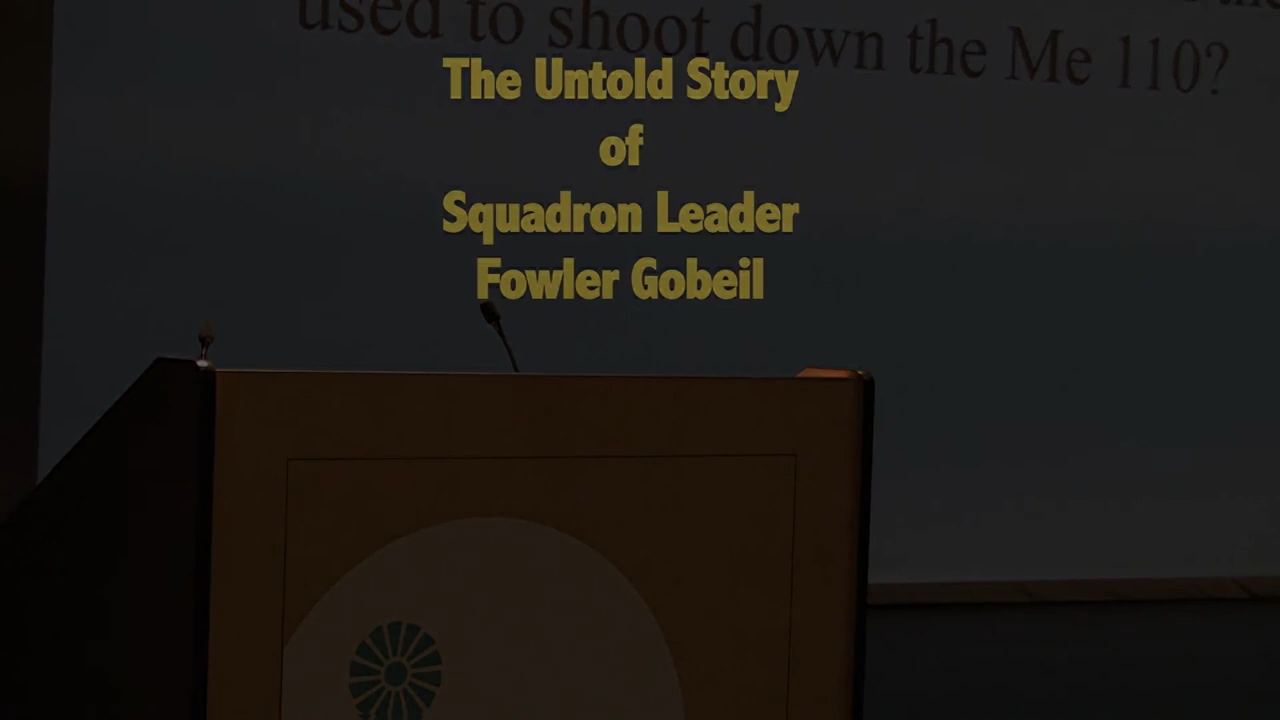 used to shoot down the Me 110?
The Untold Story
of
Squadron Leader
Fowler Gobeil